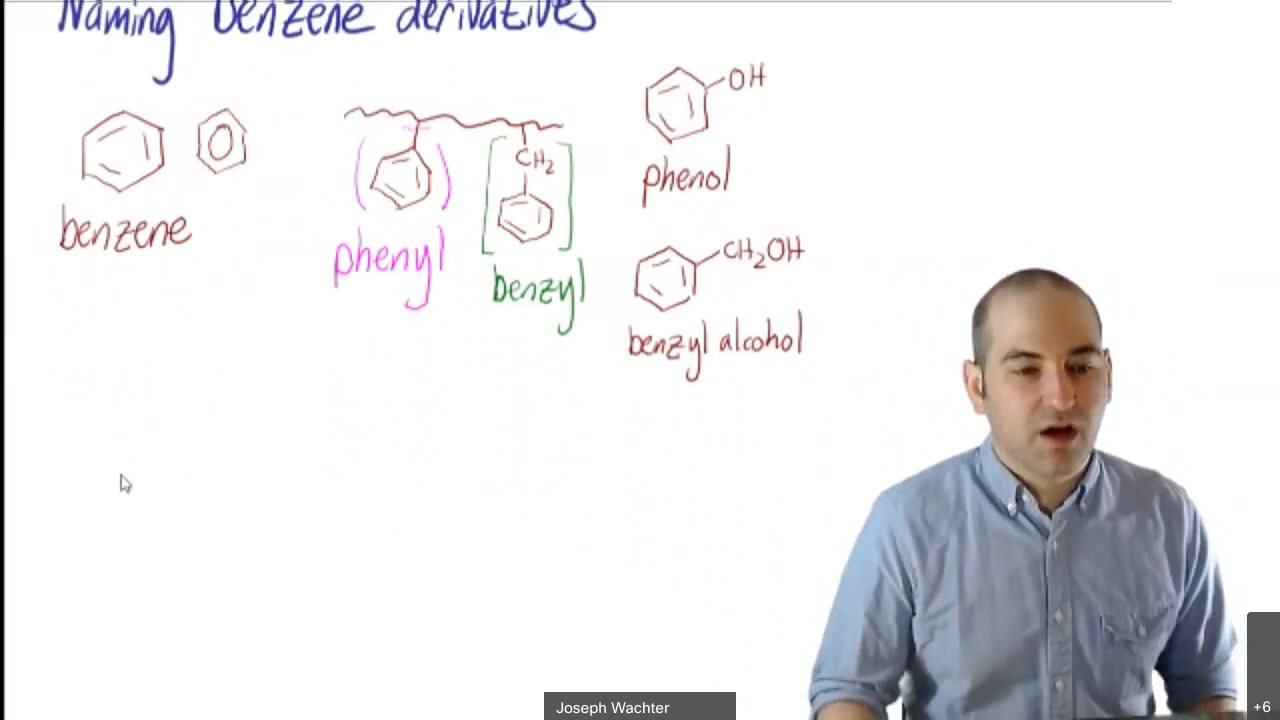 Naming benzene derivatives
benzene
CH₂
phenyl
benzyl
OH
phenol
CH₂OH
benzyl alcohol
Joseph Wachter
+6